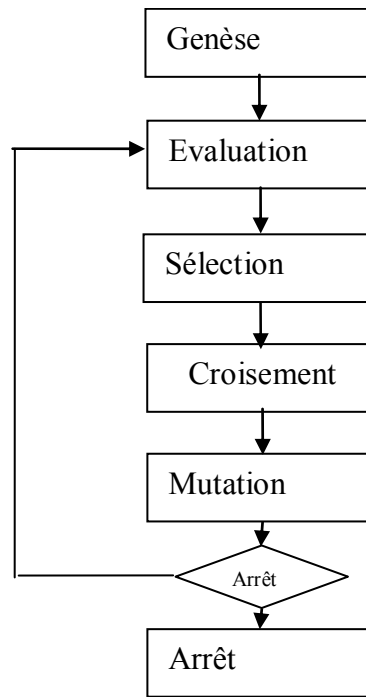 Genèse
Evaluation
Sélection
Croisement
Mutation
Arrêt
Arrêt